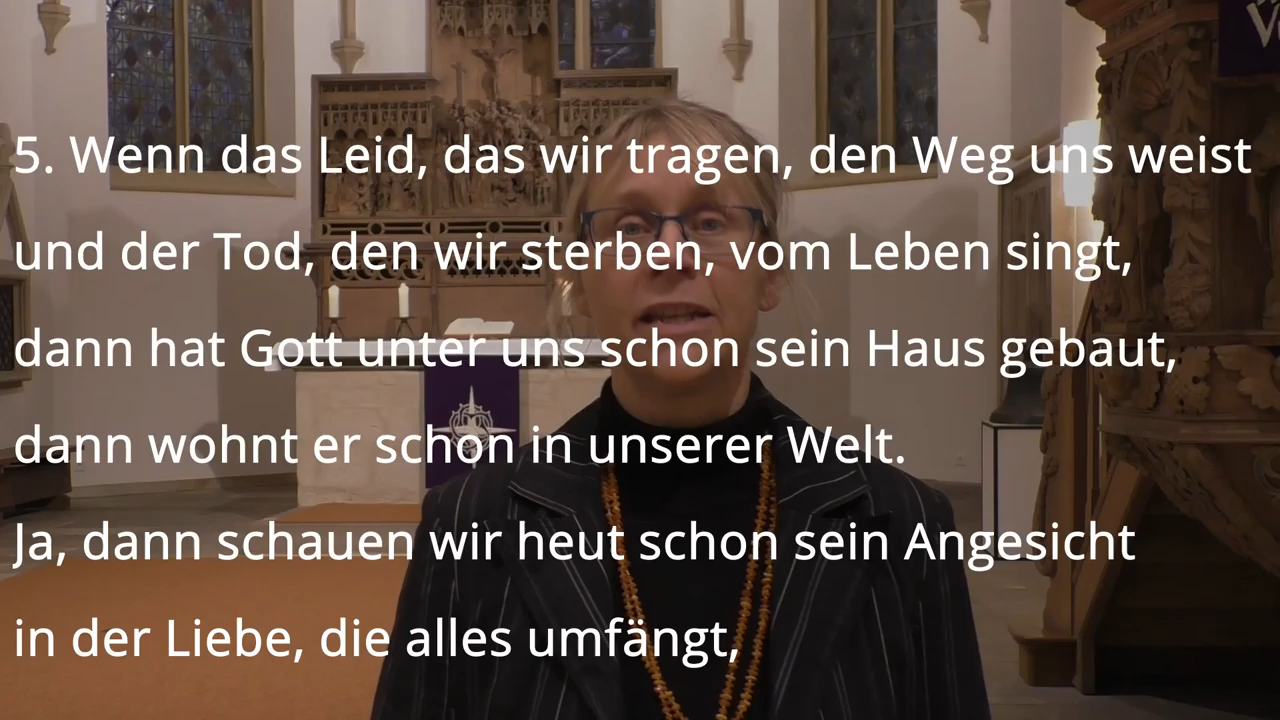 5. Wenn das Leid, das wir tragen, den Weg uns weist
und der Tod, den wir sterben, vom Leben singt,
dann hat Gott unter uns schon sein Haus gebaut,
dann wohnt er schon in unserer Welt.
Ja, dann schauen wir heut schon sein Angesicht
in der Liebe, die alles umfängt,